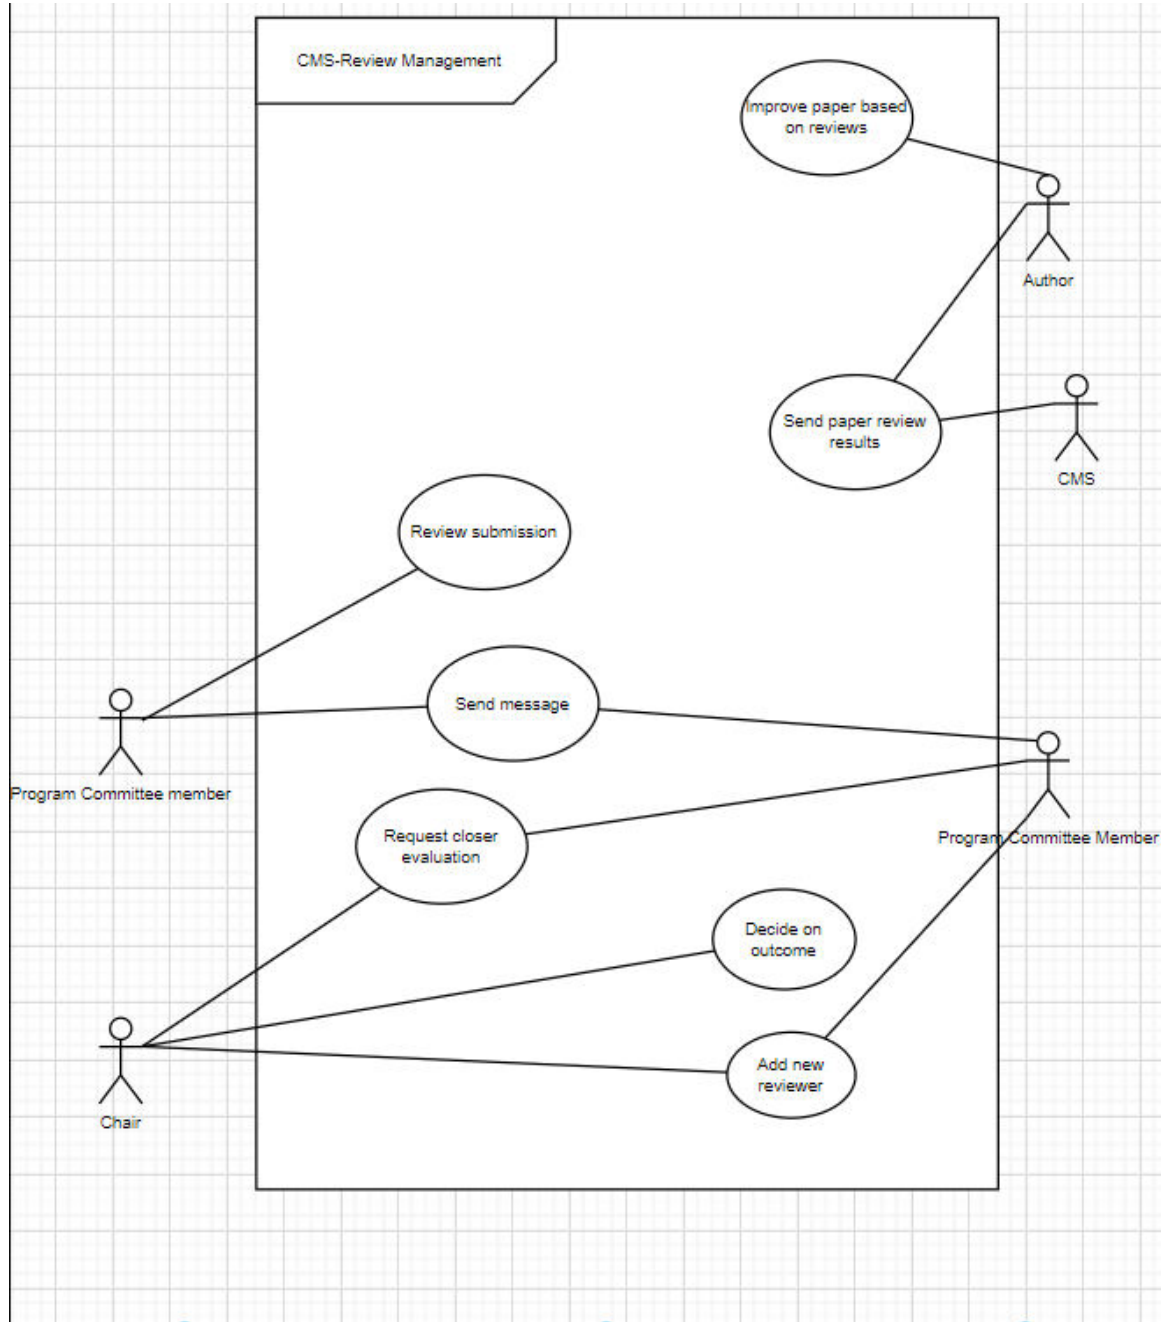 CMS-Review Management
Improve paper based
on reviews
Author
Send paper review
results
CMS
Review submission
Send message
Program Committee member
Request closer
evaluation
Program Committee Member
Decide on
outcome
Add new
reviewer
Chair